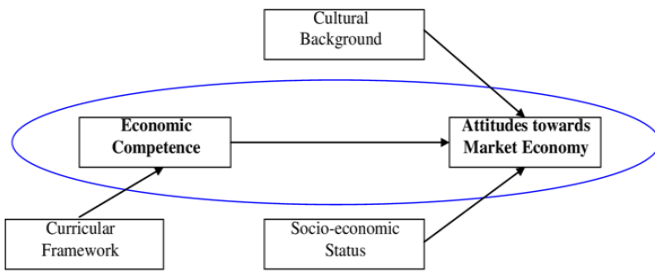 Cultural
Background
Economic
Competence
Attitudes towards
Market Economy
Curricular
Framework
Socio-economic
Status